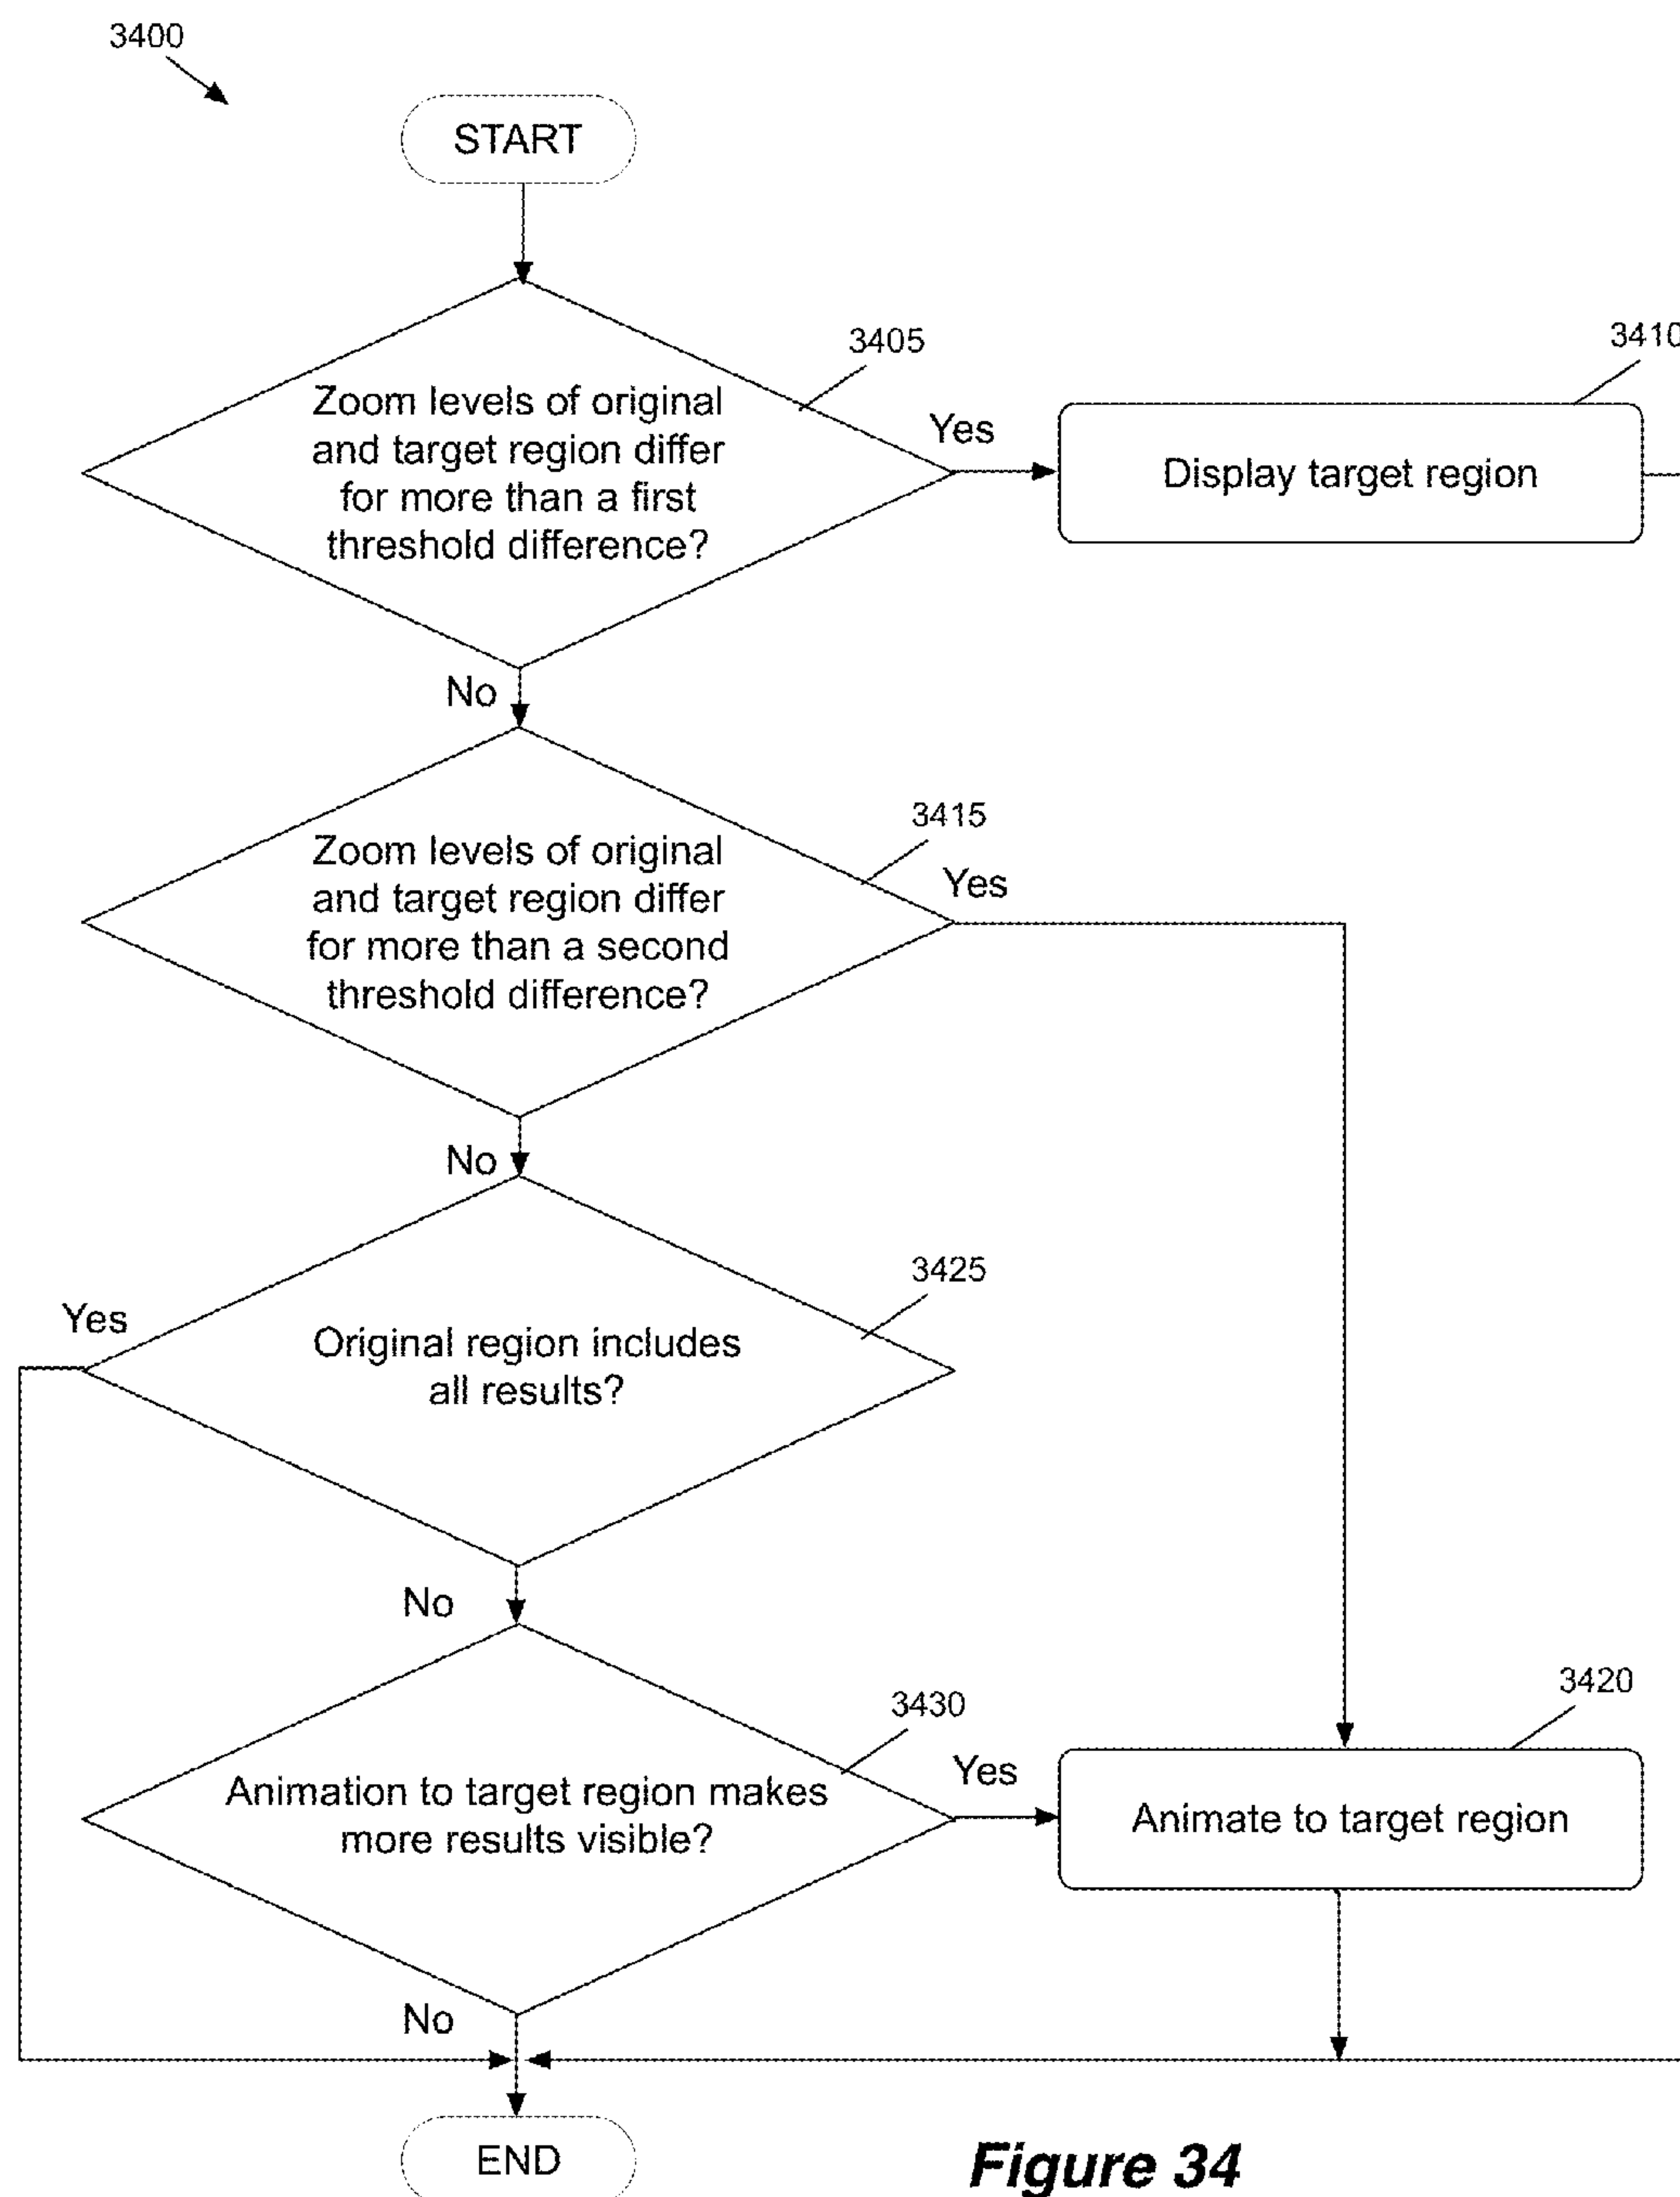 3400
START
3405
Zoom levels of original
and target region differ
for more than a first
threshold difference?
Yes
3410
Display target region
No
3415
Zoom levels of original
and target region differ
for more than a second
threshold difference?
Yes
No
3425
Yes
Original region includes
all results?
No
3430
Animation to target region makes
more results visible?
Yes
3420
Animate to target region
No
END
Figure 34